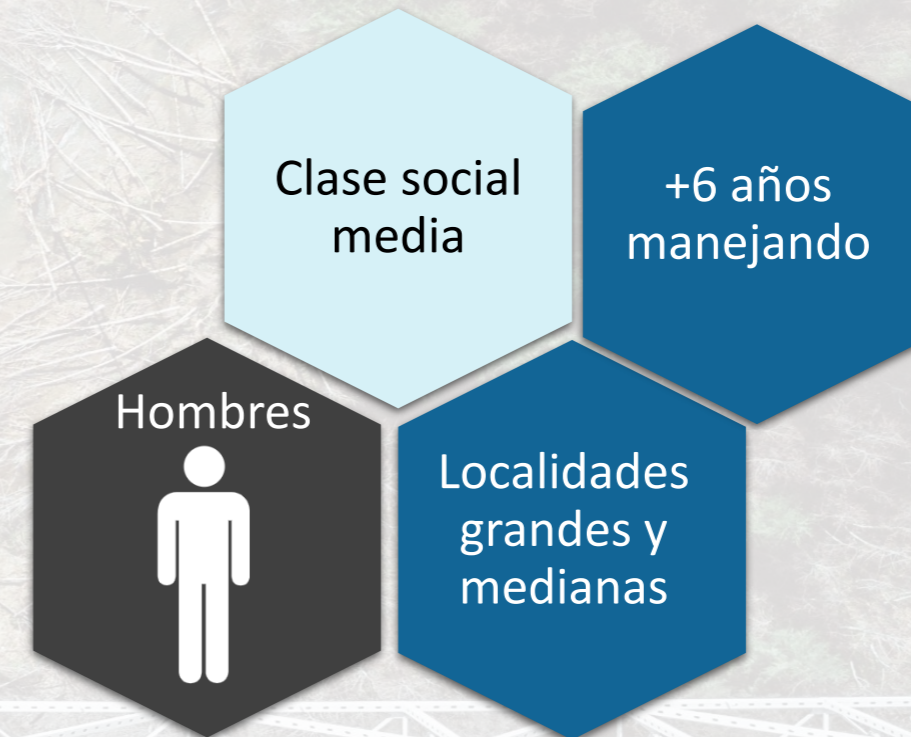 Clase social
media
+6 años
manejando
Hombres
Localidades
grandes y
medianas